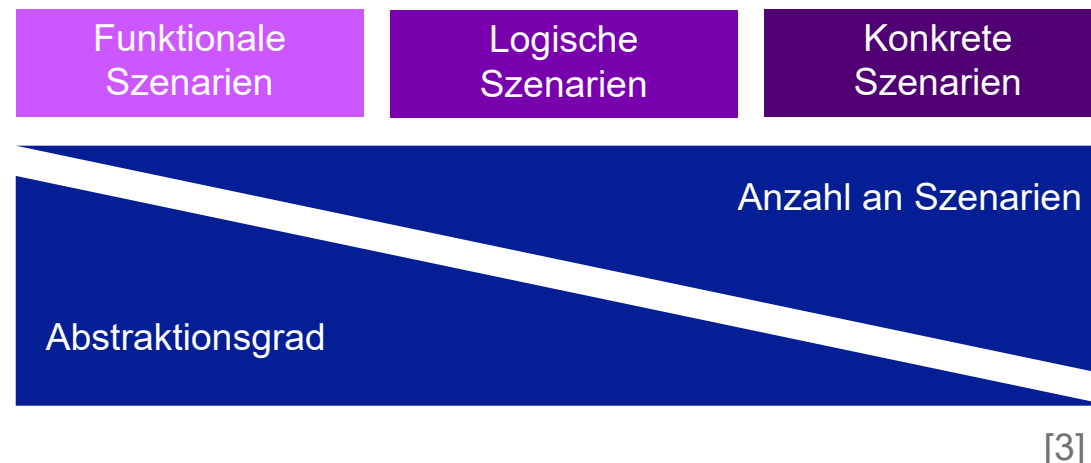 Funktionale
Szenarien
Logische
Szenarien
Konkrete
Szenarien
Anzahl an Szenarien
Abstraktionsgrad
[3]